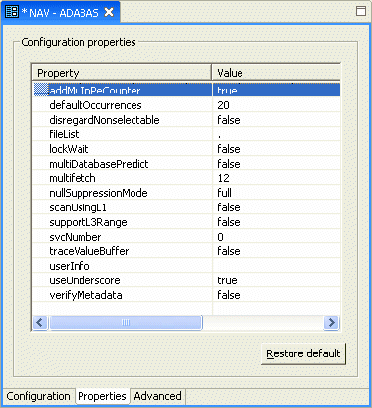 * NAV - ADABAS
Configuration properties
Property Value
addMuInPeCounter true
defaultOccurrences 20
disregardNonselectable false
fileList .
lockWait false
multiDatabasePredict false
multifetch 12
nullSuppressionMode full
scanUsingL1 false
supportL3Range false
svcNumber 0
traceValueBuffer false
userInfo
useUnderscore true
verifyMetadata false
Restore default
Configuration Properties Advanced